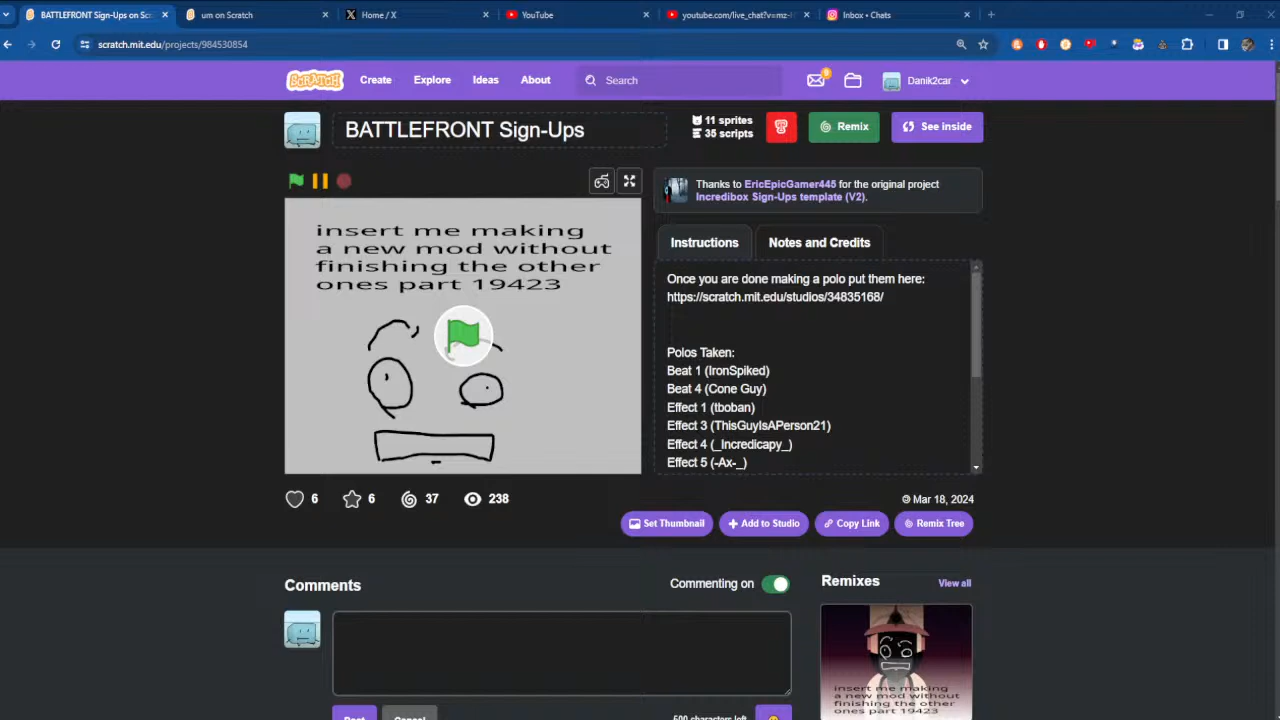 BATTLEFRONT Sign-Ups on Scr
um on Scratch
Home / X
YouTube
youtube.com/live_chat?v=mz-
Inbox • Chats
scratch.mit.edu/projects/984530854
SCRATCH
Create
Explore
Ideas
About
Search
Danik2car
BATTLEFRONT Sign-Ups
11 sprites
35 scripts
Remix
See inside
Thanks to EricEpicGamer445 for the original project
Incredibox Sign-Ups template (V2).
insert me making
a new mod without
finishing the other
ones part 19423
Instructions
Notes and Credits
Once you are done making a polo put them here:
https://scratch.mit.edu/studios/34835168/
Polos Taken:
Beat 1 (IronSpiked)
Beat 4 (Cone Guy)
Effect 1 (tboban)
Effect 3 (ThisGuyIsAPerson21)
Effect 4 (_Incredicapy_)
Effect 5 (-Ax-_)
6
6
37
238
Mar 18, 2024
Set Thumbnail
Add to Studio
Copy Link
Remix Tree
Comments
Commenting on
Remixes
View all
insert me making
a new mod without
finishing the other
ones part 19423
Post
Cancel
500 characters left